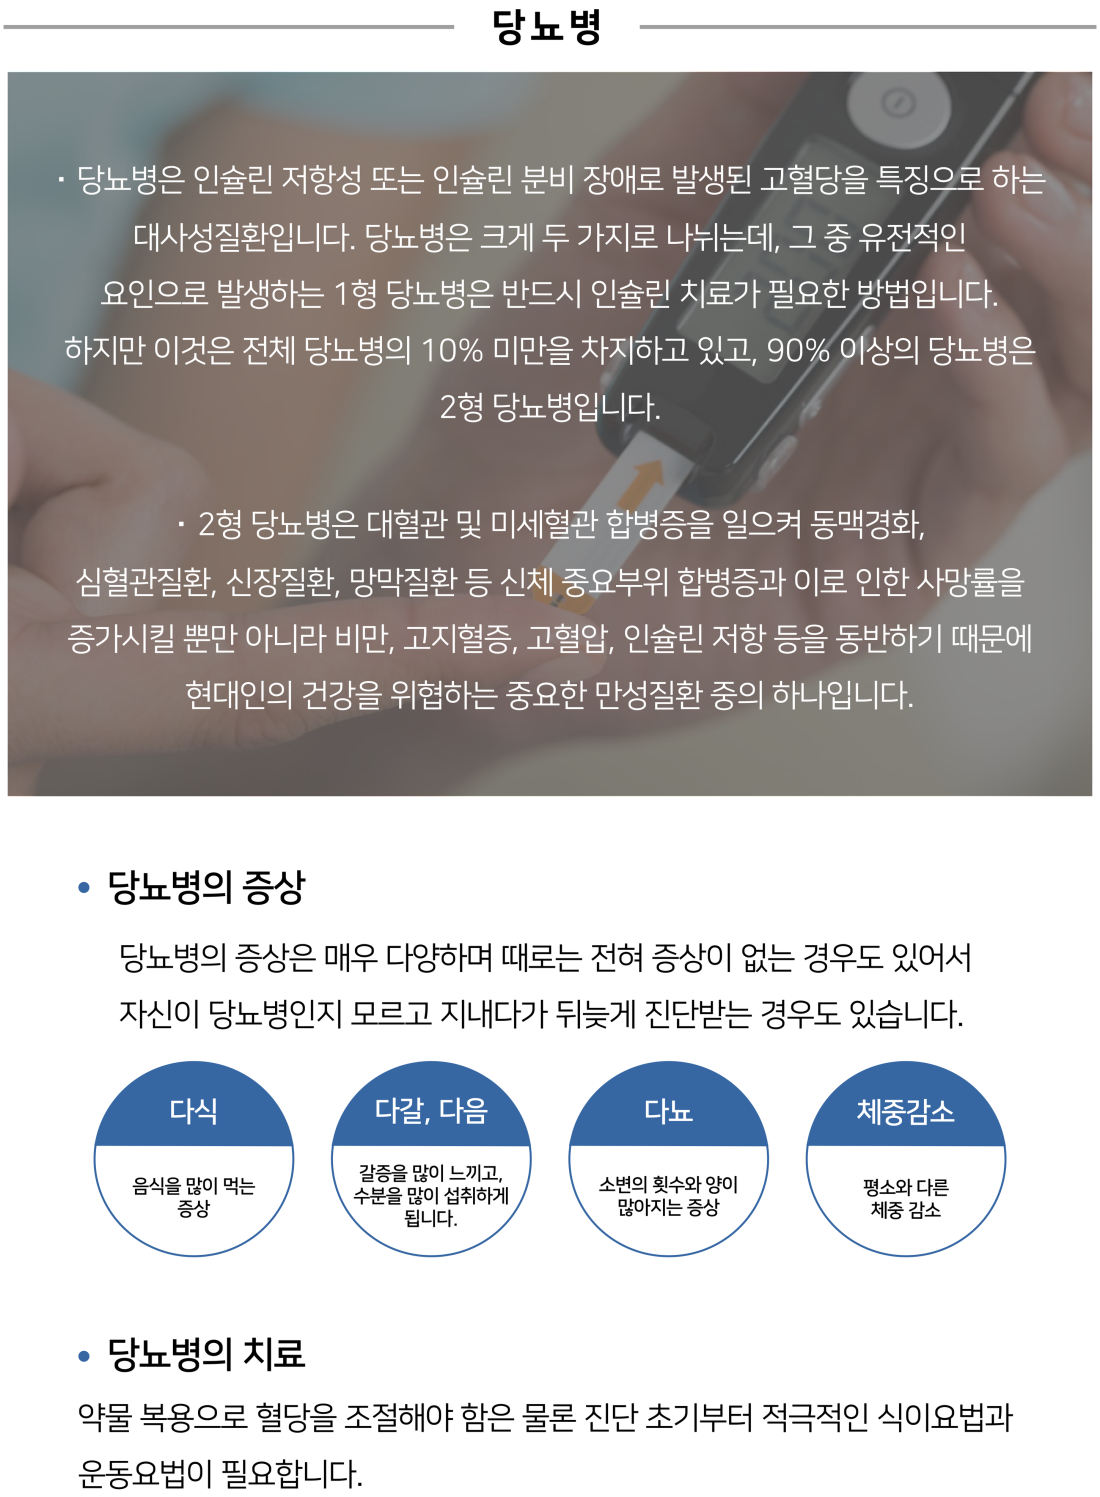 당뇨병
· 당뇨병은 인슐린 저항성 또는 인슐린 분비 장애로 발생된 고혈당을 특징으로 하는
대사성질환입니다. 당뇨병은 크게 두 가지로 나뉘는데, 그 중 유전적인
요인으로 발생하는 1형 당뇨병은 반드시 인슐린 치료가 필요한 방법입니다.
하지만 이것은 전체 당뇨병의 10% 미만을 차지하고 있고, 90% 이상의 당뇨병은
2형 당뇨병입니다.
· 2형 당뇨병은 대혈관 및 미세혈관 합병증을 일으켜 동맥경화,
심혈관질환, 신장질환, 망막질환 등 신체 중요부위 합병증과 이로 인한 사망률을
증가시킬 뿐만 아니라 비만, 고지혈증, 고혈압, 인슐린 저항 등을 동반하기 때문에
현대인의 건강을 위협하는 중요한 만성질환 중의 하나입니다.
• 당뇨병의 증상
당뇨병의 증상은 매우 다양하며 때로는 전혀 증상이 없는 경우도 있어서
자신이 당뇨병인지 모르고 지내다가 뒤늦게 진단받는 경우도 있습니다.
다식
음식을 많이 먹는
증상
다갈, 다음
갈증을 많이 느끼고,
수분을 많이 섭취하게
됩니다.
다뇨
소변의 횟수와 양이
많아지는 증상
체중감소
평소와 다른
체중 감소
• 당뇨병의 치료
약물 복용으로 혈당을 조절해야 함은 물론 진단 초기부터 적극적인 식이요법과
운동요법이 필요합니다.